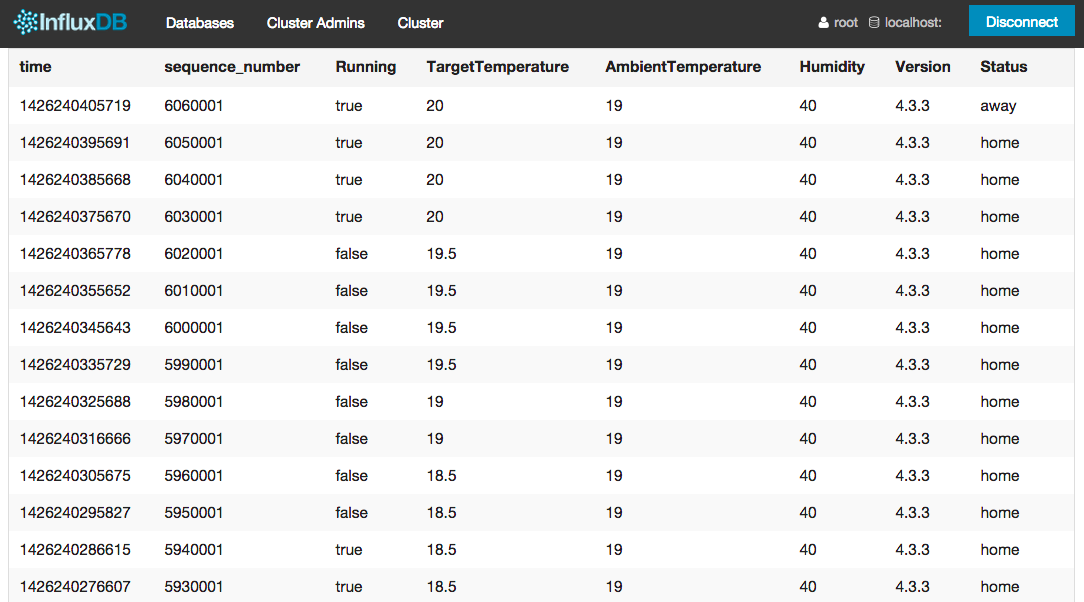 InfluxDB Databases Cluster Admins Cluster root localhost: Disconnect
time sequence_number Running TargetTemperature AmbientTemperature Humidity Version Status
1426240405719 6060001 true 20 19 40 4.3.3 away
1426240395691 6050001 true 20 19 40 4.3.3 home
1426240385668 6040001 true 20 19 40 4.3.3 home
1426240375670 6030001 true 20 19 40 4.3.3 home
1426240365778 6020001 false 19.5 19 40 4.3.3 home
1426240355652 6010001 false 19.5 19 40 4.3.3 home
1426240345643 6000001 false 19.5 19 40 4.3.3 home
1426240335729 5990001 false 19.5 19 40 4.3.3 home
1426240325688 5980001 false 19 19 40 4.3.3 home
1426240316666 5970001 false 19 19 40 4.3.3 home
1426240305675 5960001 false 18.5 19 40 4.3.3 home
1426240295827 5950001 false 18.5 19 40 4.3.3 home
1426240286615 5940001 true 18.5 19 40 4.3.3 home
1426240276607 5930001 true 18.5 19 40 4.3.3 home